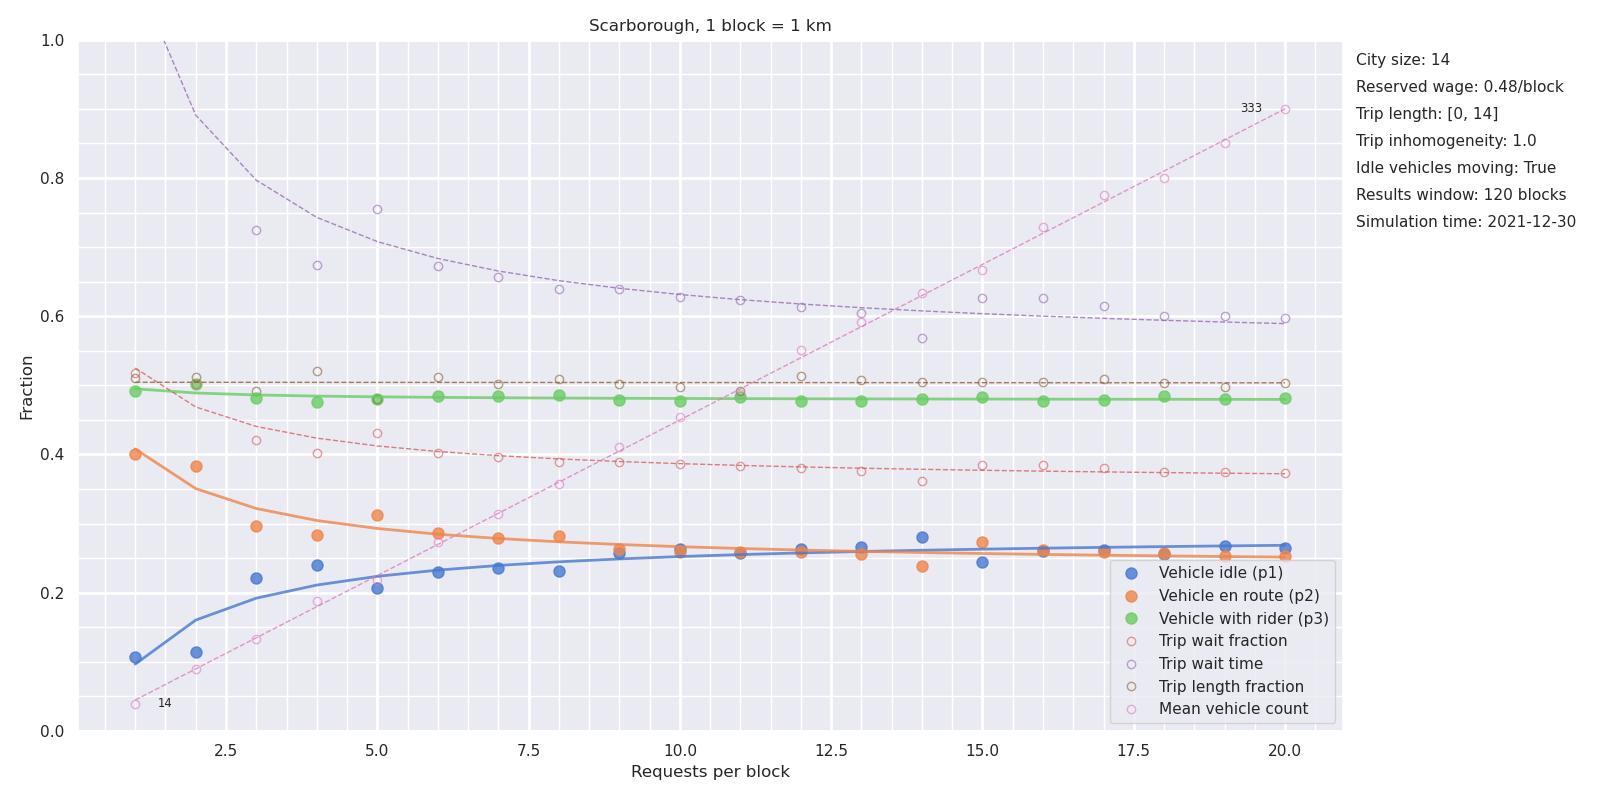 Scarborough, 1 block = 1 km
1.0
0.8
0.6
0.4
0.2
0.0
Fraction
333
14
2.5
5.0
7.5
10.0
12.5
15.0
17.5
20.0
Requests per block
Vehicle idle (p1)
Vehicle en route (p2)
Vehicle with rider (p3)
Trip wait fraction
Trip wait time
Trip length fraction
Mean vehicle count
City size: 14
Reserved wage: 0.48/block
Trip length: [0, 14]
Trip inhomogeneity: 1.0
Idle vehicles moving: True
Results window: 120 blocks
Simulation time: 2021-12-30